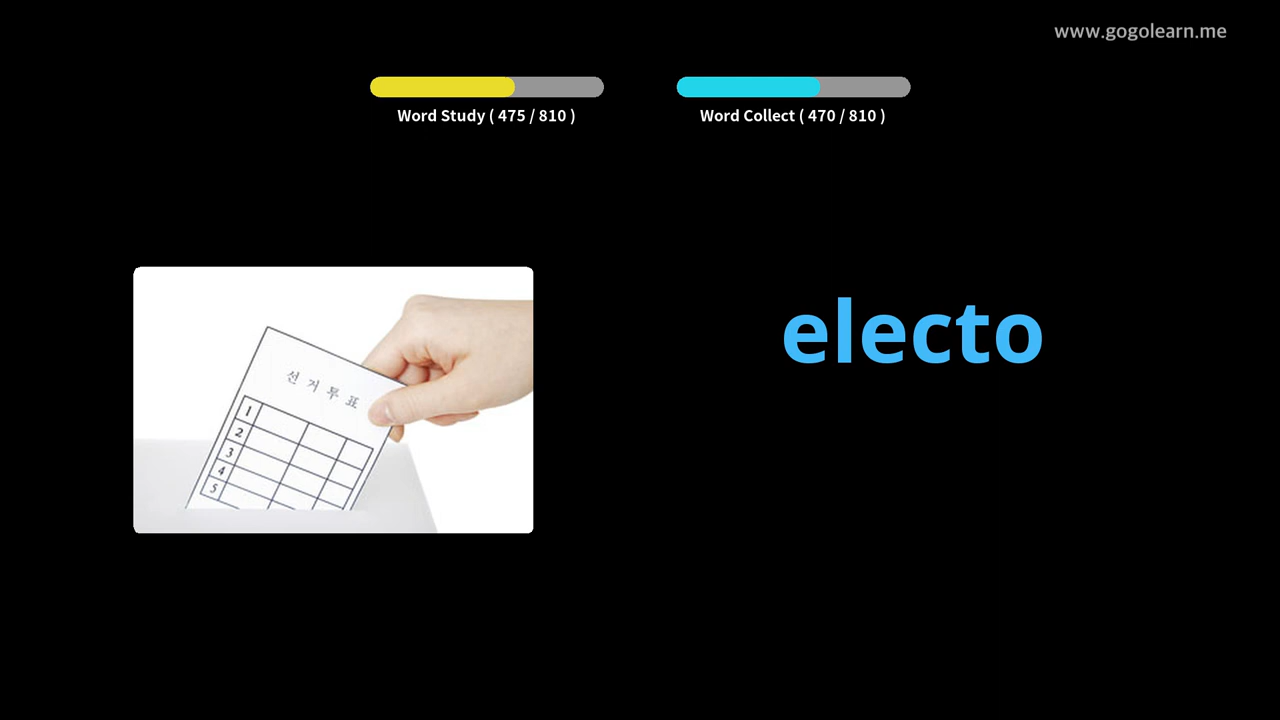 www.gogolearn.me
Word Study ( 475 / 810 )
Word Collect ( 470 / 810 )
electo
선거투표
1
2
3
4
5